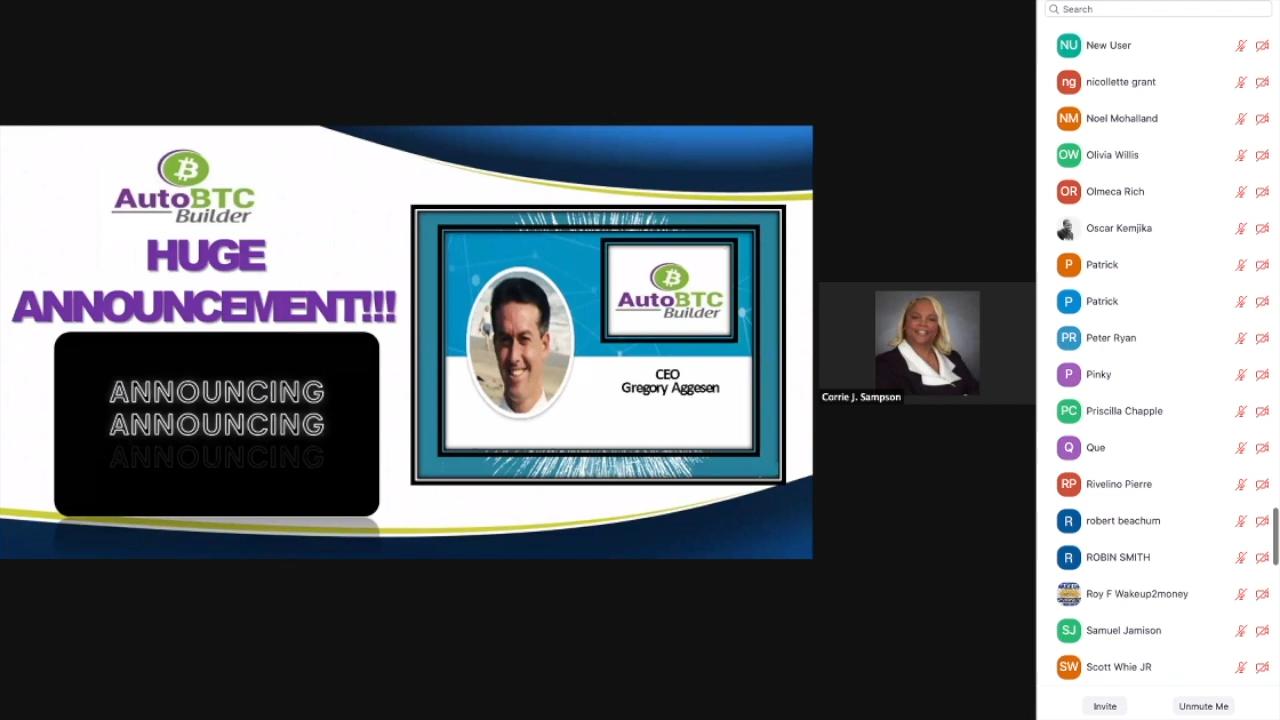 AutoBTC
Builder
HUGE
ANNOUNCEMENT!!!
ANNOUNCING
ANNOUNCING
ANNOUNCING
AutoBTC
Builder
CEO
Gregory Aggesen
Corrie J. Sampson
Search
NU New User
ng nicollette grant
NM Noel Mohalland
OW Olivia Willis
OR Olmeca Rich
Oscar Kemjika
P Patrick
P Patrick
PR Peter Ryan
P Pinky
PC Priscilla Chapple
Q Que
RP Rivelino Pierre
R robert beachum
R ROBIN SMITH
Roy F Wakeup2money
SJ Samuel Jamison
SW Scott Whie JR
Invite Unmute Me